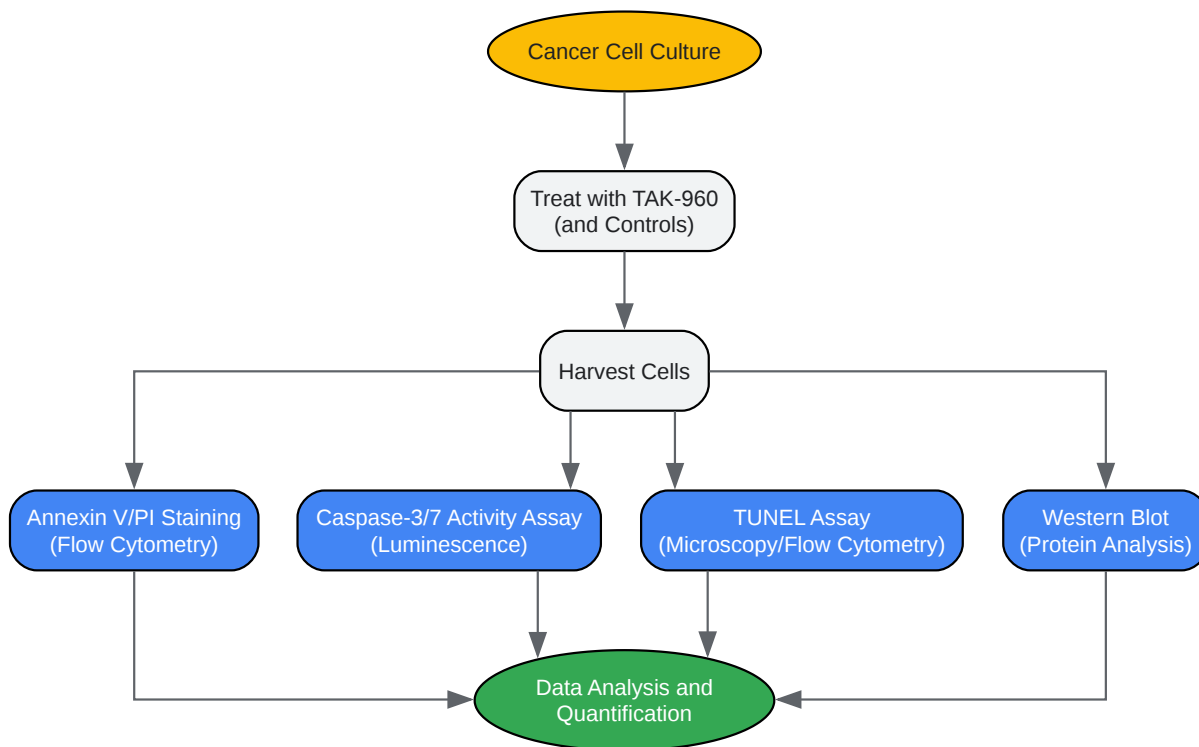 Cancer Cell Culture
Treat with TAK-960
(and Controls)
Harvest Cells
Annexin V/PI Staining
(Flow Cytometry)
Caspase-3/7 Activity Assay
(Luminescence)
TUNEL Assay
(Microscopy/Flow Cytometry)
Western Blot
(Protein Analysis)
Data Analysis and
Quantification